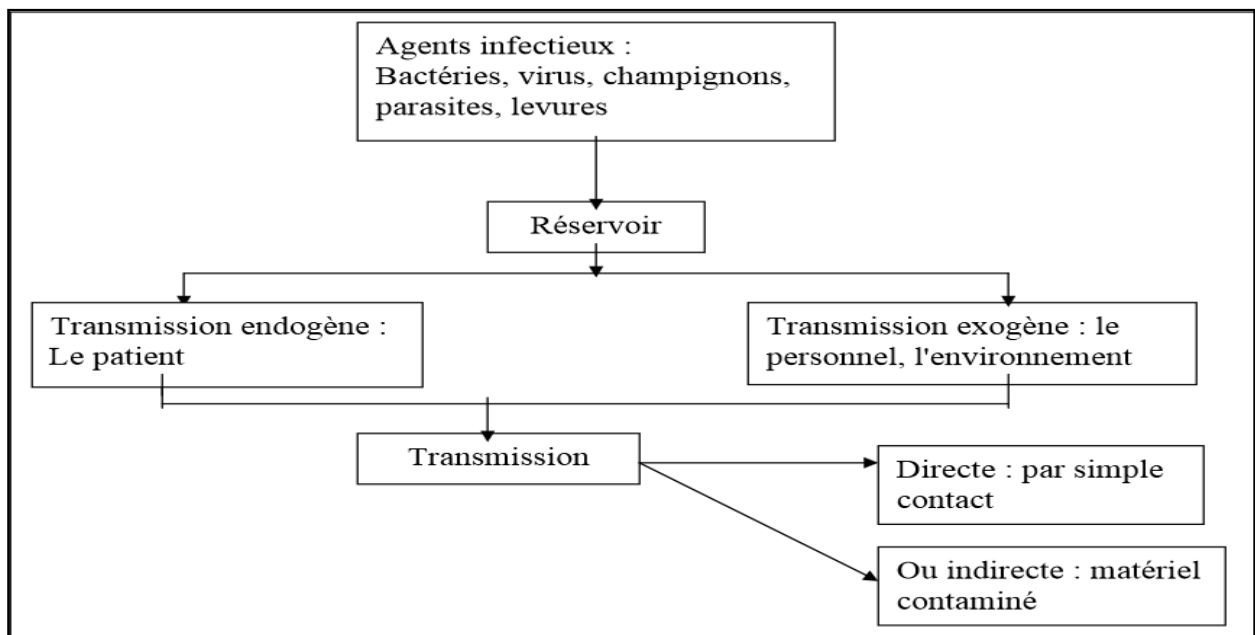 Agents infectieux :
Bactéries, virus, champignons,
parasites, levures
Réservoir
Transmission endogène :
Le patient
Transmission exogène : le
personnel, l'environnement
Transmission
Directe : par simple
contact
Ou indirecte : matériel
contaminé